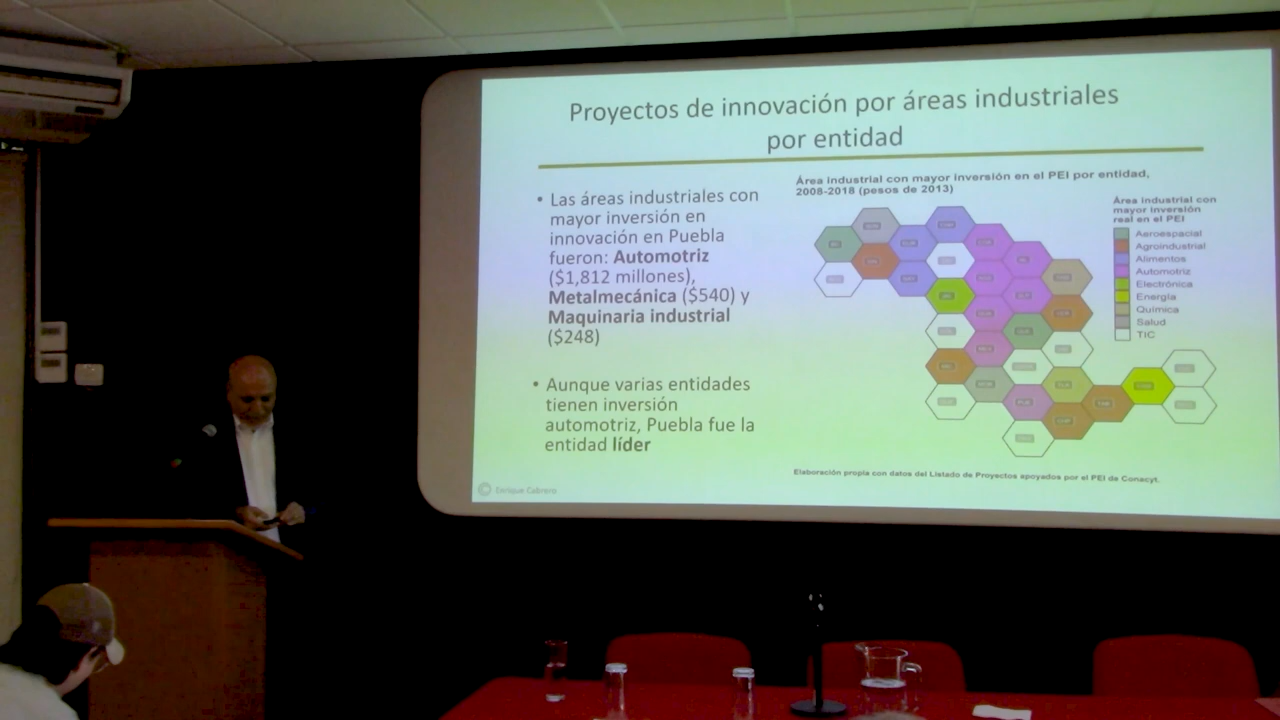 Proyectos de innovación por áreas industriales
por entidad
• Las áreas industriales con
mayor inversión en
innovación en Puebla
fueron: Automotriz
($1,812 millones),
Metalmecánica ($540) y
Maquinaria industrial
($248)
• Aunque varias entidades
tienen inversión
automotriz, Puebla fue la
entidad líder
© Enrique Cabrero
Área industrial con mayor inversión en el PEI por entidad,
2008-2018 (pesos de 2013)
Área industrial con
mayor inversión
real en el PEI
Aeroespacial
Agroindustrial
Alimentos
Automotriz
Electrónica
Energía
Química
Salud
TIC
Elaboración propia con datos del Listado de Proyectos apoyados por el PEI de Conacyt.